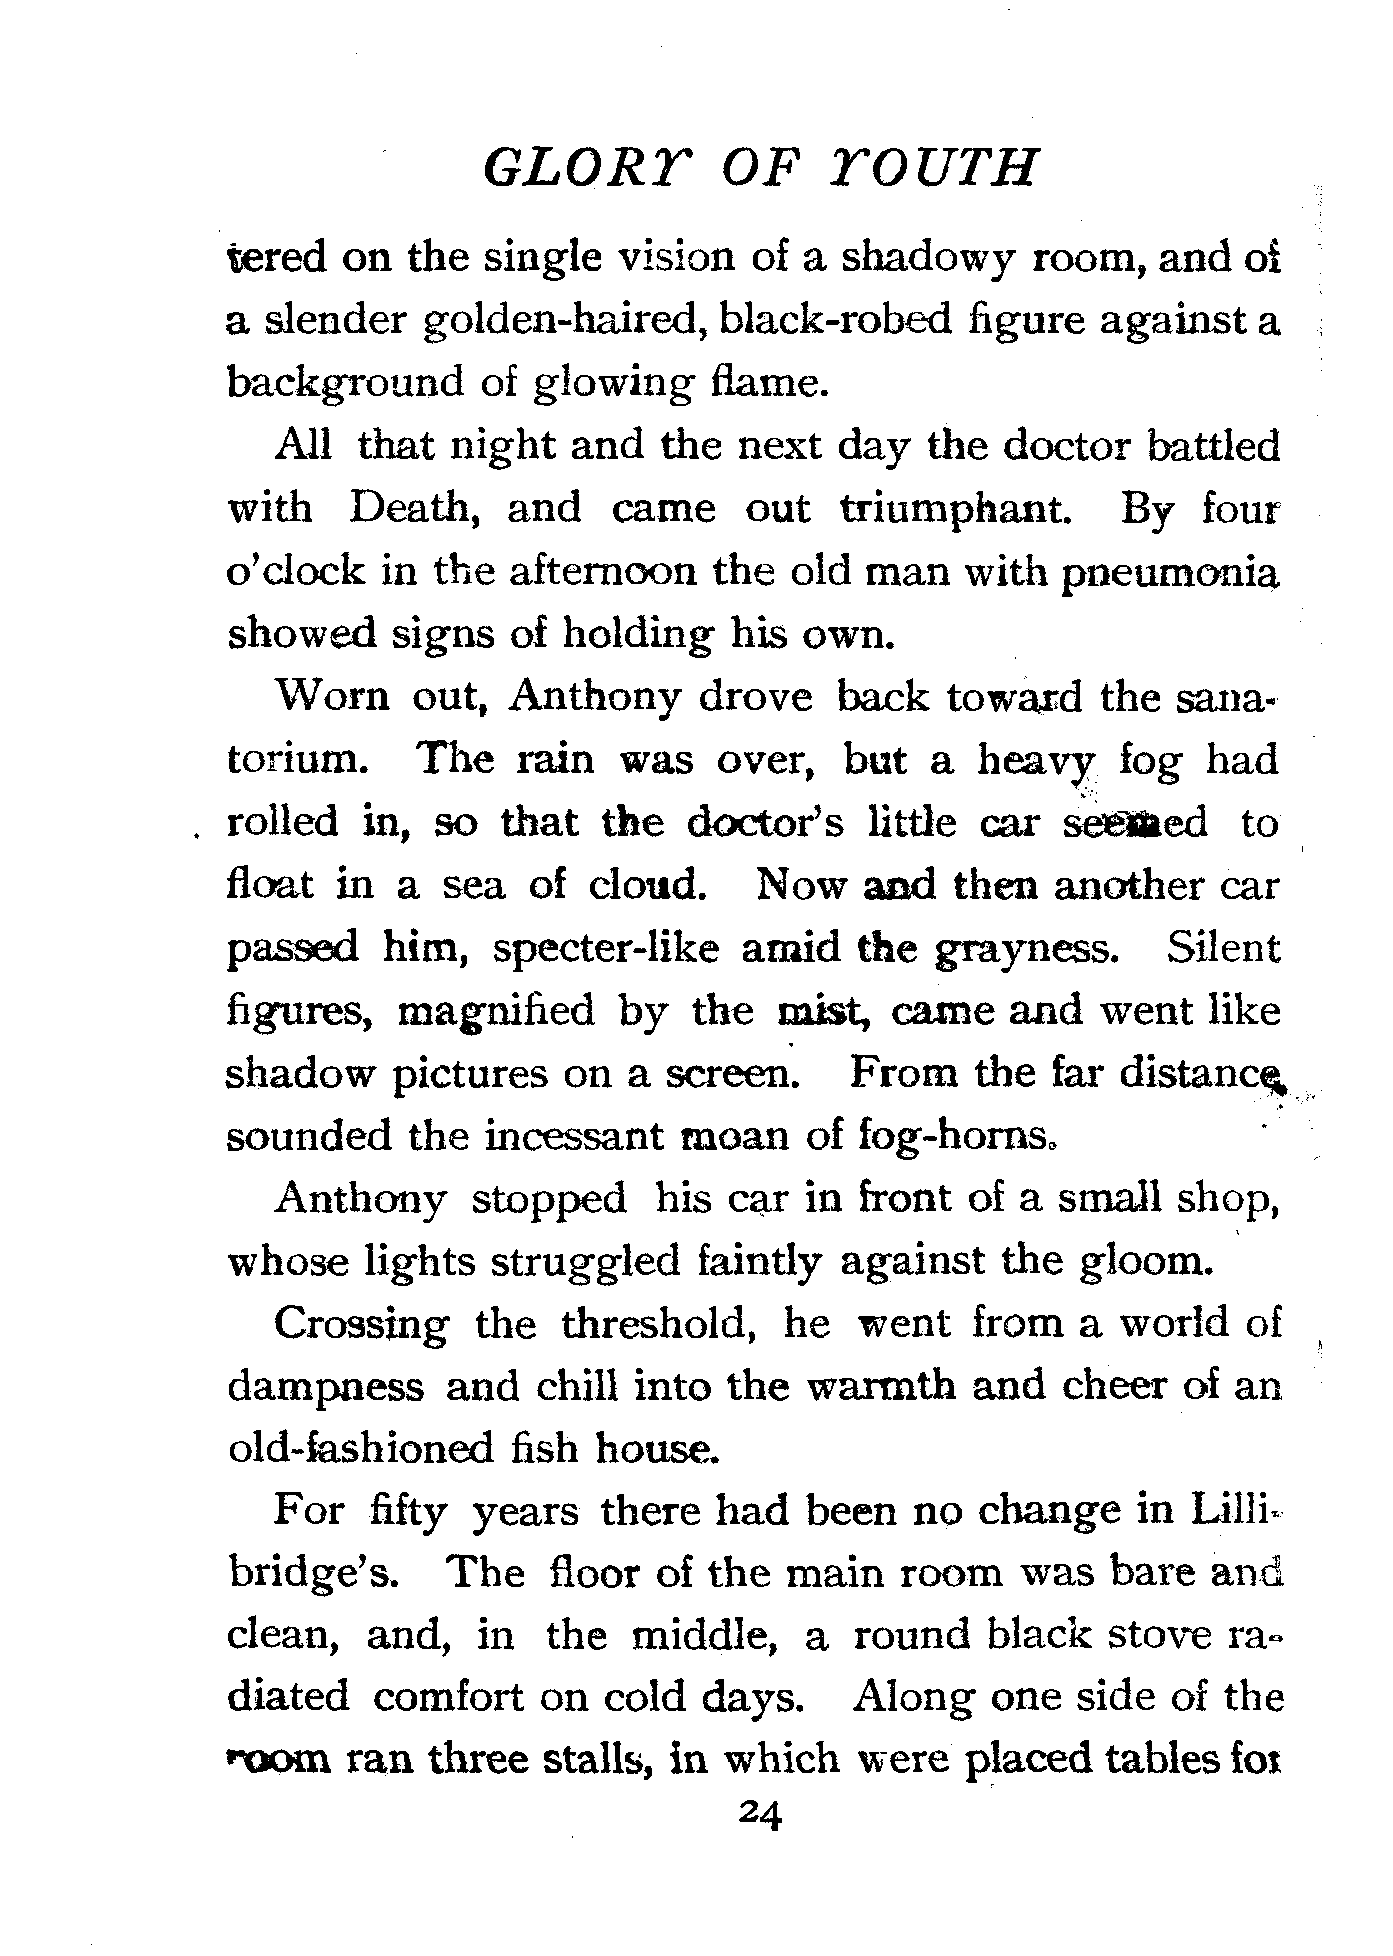 GLORY OF YOUTH
tered on the single vision of a shadowy room, and of
a slender golden-haired, black-robed figure against a
background of glowing flame.
All that night and the next day the doctor battled
with Death, and came out triumphant. By four
o'clock in the afternoon the old man with pneumonia
showed signs of holding his own.
Worn out, Anthony drove back toward the sana-
torium. The rain was over, but a heavy fog had
rolled in, so that the doctor's little car seemed to
float in a sea of cloud. Now and then another car
passed him, specter-like amid the grayness. Silent
figures, magnified by the mist, came and went like
shadow pictures on a screen. From the far distance
sounded the incessant moan of fog-horns.
Anthony stopped his car in front of a small shop,
whose lights struggled faintly against the gloom.
Crossing the threshold, he went from a world of
dampness and chill into the warmth and cheer of an
old-fashioned fish house.
For fifty years there had been no change in Lilli-
bridge's. The floor of the main room was bare and
clean, and, in the middle, a round black stove ra-
diated comfort on cold days. Along one side of the
room ran three stalls, in which were placed tables for
24